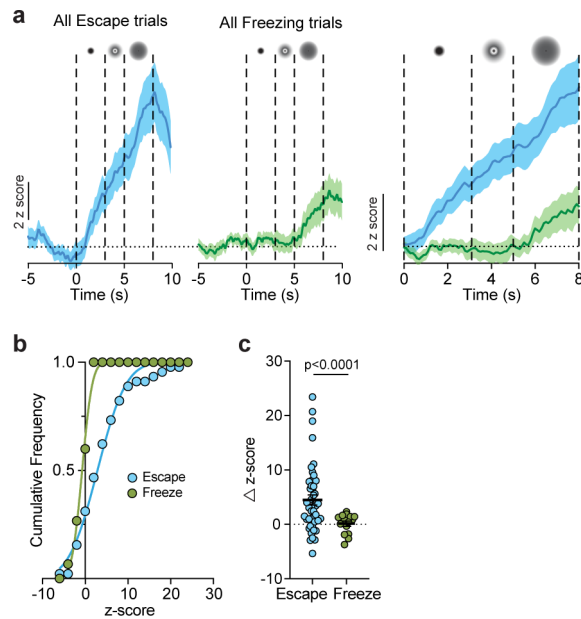 a
All Escape trials
All Freezing trials
2 z score
-5 0 5 10
Time (s)
-5 0 5 10
Time (s)
2 z score
0 2 4 6 8
Time (s)
b
Cumulative Frequency
1.0
0.5
Escape
Freeze
-10 0 10 20 30
z-score
c
p<0.0001
△ z-score
30
20
10
0
-10
Escape Freeze